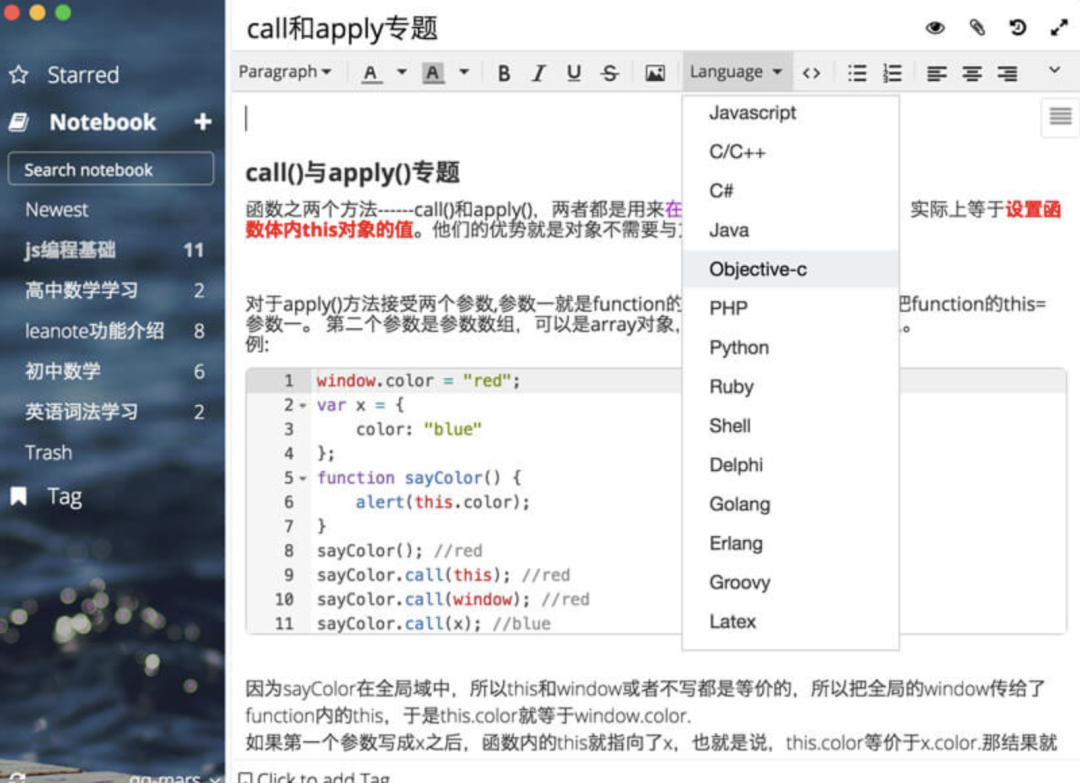 call和apply专题
Starred
Notebook +
Search notebook
Newest
js编程基础 11
高中数学学习 2
leanote功能介绍 8
初中数学 6
英语词法学习 2
Trash
Tag
Paragraph
A A B I U S
Language
<>
Javascript
C/C++
C#
Java
Objective-c
PHP
Python
Ruby
Shell
Delphi
Golang
Erlang
Groovy
Latex
call()与apply()专题
函数之两个方法------call()和apply(), 两者都是用来在 实际上等于设置函
数体内this对象的值。他们的优势就是对象不需要与
对于apply()方法接受两个参数,参数一就是function的 把function的this=
参数一。 第二个参数是参数数组，可以是array对象, 。
例:
1 window.color = "red";
2 var x = {
3 color: "blue"
4 };
5 function sayColor() {
6 alert(this.color);
7 }
8 sayColor(); //red
9 sayColor.call(this); //red
10 sayColor.call(window); //red
11 sayColor.call(x); //blue
因为sayColor在全局域中，所以this和window或者不写都是等价的，所以把全局的window传给了
function内的this，于是this.color就等于window.color.
如果第一个参数写成x之后，函数内的this就指向了x，也就是说，this.color等价于x.color.那结果就
Click to add Tag